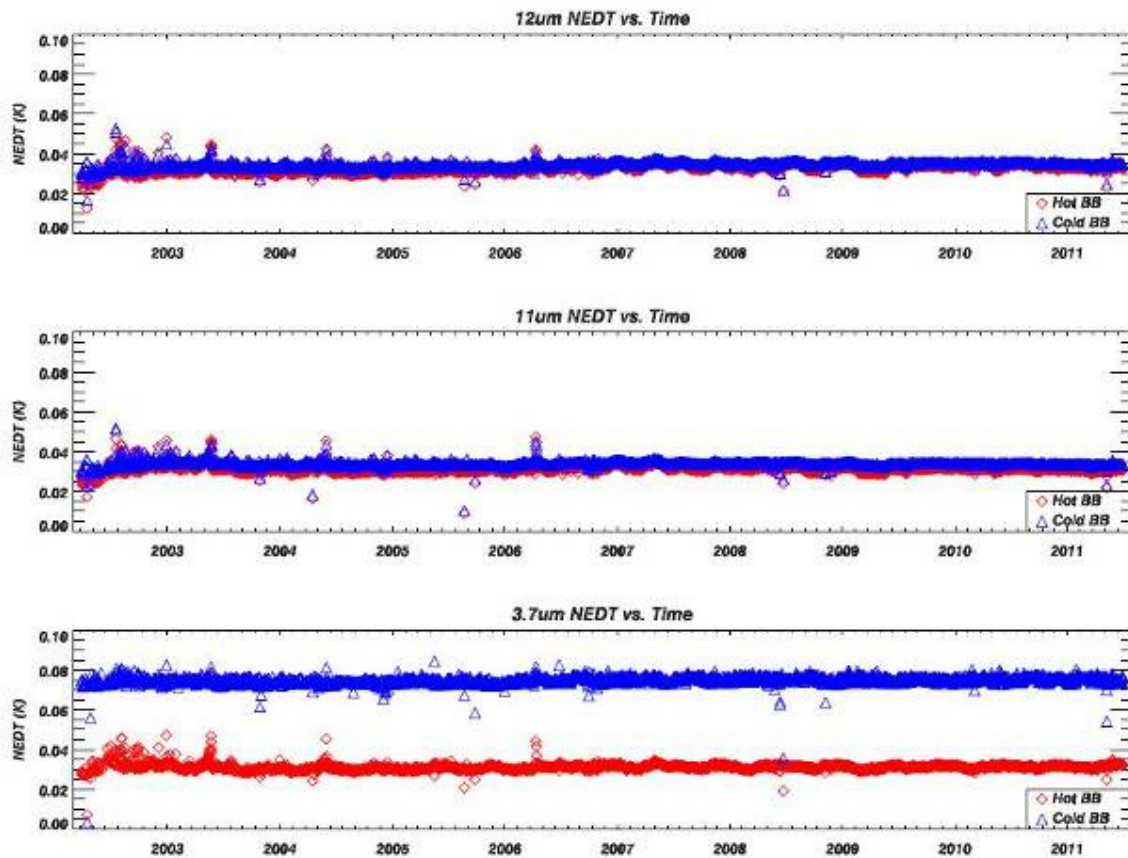 12um NEDT vs. Time
0.10
0.08
0.06
0.04
0.02
0.00
NEDT (K)
Hot BB
Cold BB
2003 2004 2005 2006 2007 2008 2009 2010 2011
11um NEDT vs. Time
0.10
0.08
0.06
0.04
0.02
0.00
NEDT (K)
Hot BB
Cold BB
2003 2004 2005 2006 2007 2008 2009 2010 2011
3.7um NEDT vs. Time
0.10
0.08
0.06
0.04
0.02
0.00
NEDT (K)
Hot BB
Cold BB
2003 2004 2005 2006 2007 2008 2009 2010 2011